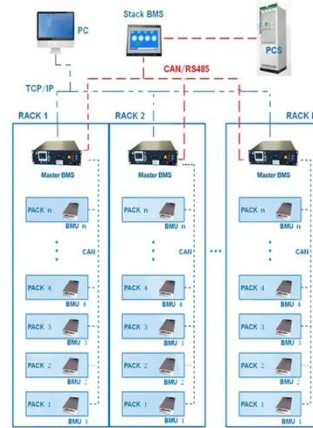 PC
Stack BMS
PCS
CAN/RS485
TCP/IP
RACK 1
RACK 2
RACK
Master BMS
Master BMS
Master BMS
PACK n
BMU n
PACK n
BMU n
PACK n
BMU n
CAN
CAN
...
PACK 4
BMU 4
PACK 4
BMU 4
PACK 4
BMU 4
PACK 3
BMU 3
PACK 3
BMU 3
PACK 3
BMU 3
PACK 2
BMU 2
PACK 2
BMU 2
PACK 2
BMU 2
PACK 1
BMU 1
PACK 1
BMU 1
PACK 1
BMU 1